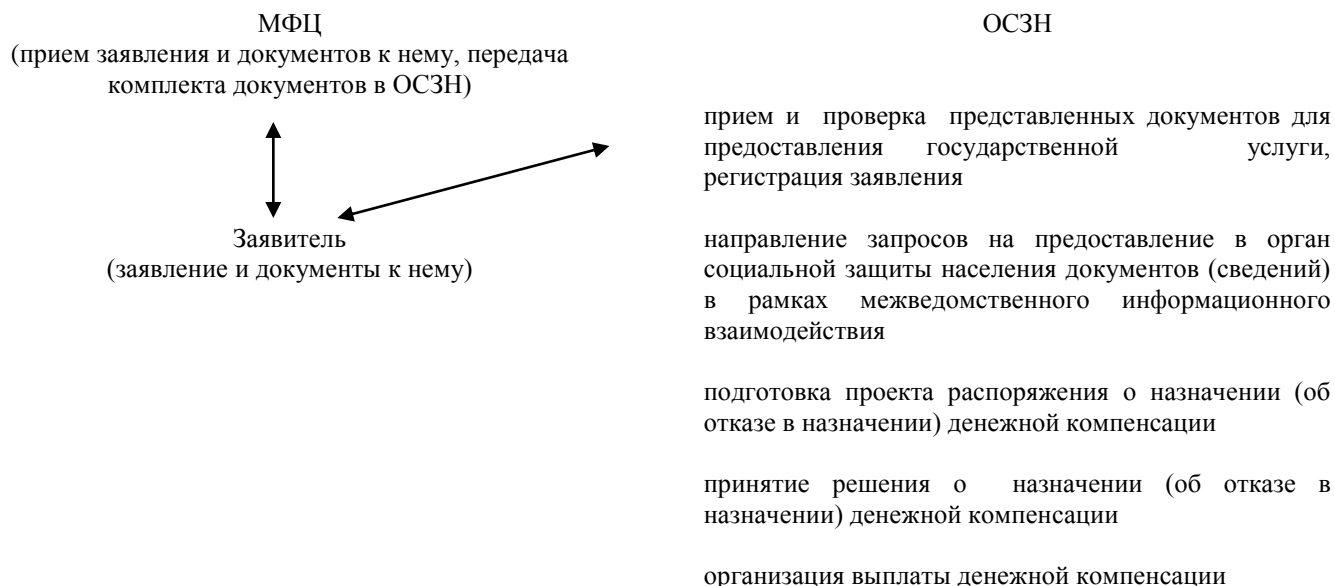 МФЦ
(прием заявления и документов к нему, передача
комплекта документов в ОСЗН)
Заявитель
(заявление и документы к нему)
ОСЗН
прием и проверка представленных документов для
предоставления государственной услуги,
регистрация заявления
направление запросов на предоставление в орган
социальной защиты населения документов (сведений)
в рамках межведомственного информационного
взаимодействия
подготовка проекта распоряжения о назначении (об
отказе в назначении) денежной компенсации
принятие решения о назначении (об отказе в
назначении) денежной компенсации
организация выплаты денежной компенсации